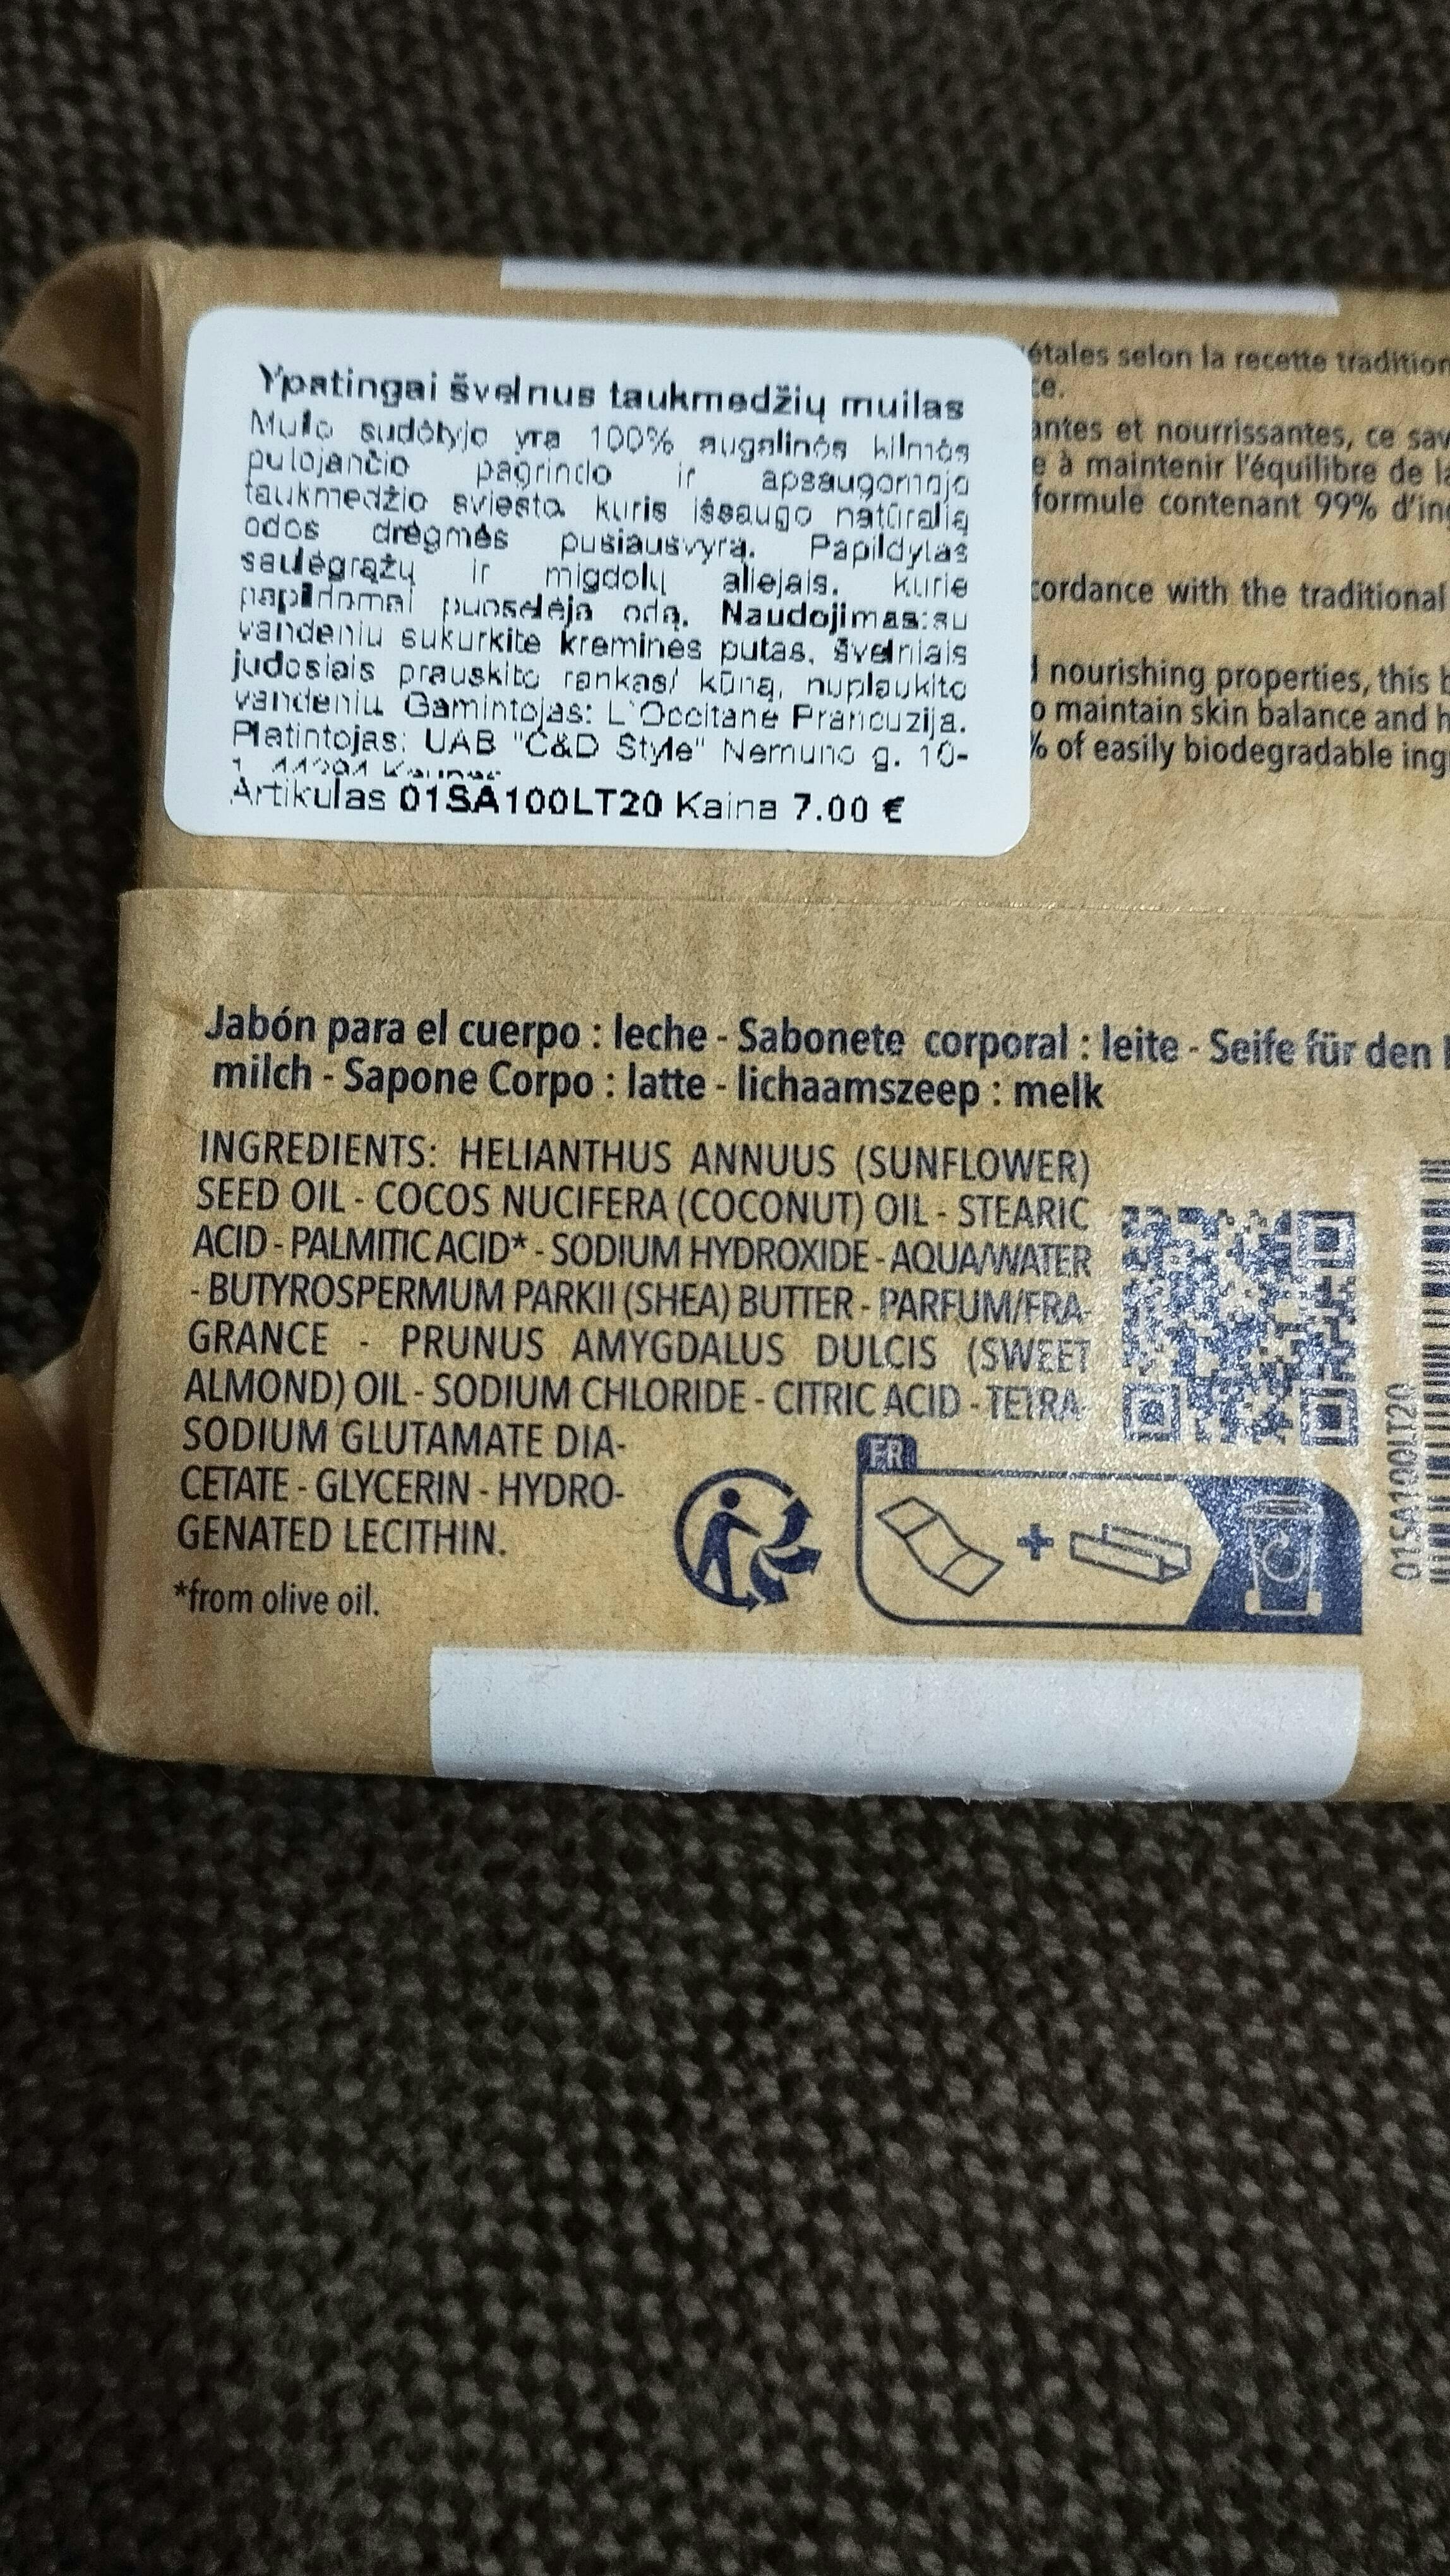 Ypatingai švelnus taukmedžių muilas
Muilo sudėtyje yra 100% augalinės kilmės
putojančio pagrindo ir apsaugomojo
taukmedžio sviesto, kuris išsaugo natūralią
odos drėgmės pusiausvyrą. Papildytas
saulėgrąžų ir migdolų aliejais, kurie
papildomai puoselėja odą. Naudojimas:su
vandeniu sukurkite kremines putas, švelniais
judesiais prauskite rankas/ kūną, nuplaukite
vandeniu. Gamintojas: L'Occitane Prancuzija.
Platintojas: UAB "C&D Style" Nemuno g. 10-
Artikulas 01SA100LT20 Kaina 7.00 €
étales selon la recette tradition
ce.
antes et nourrissantes, ce sav
e à maintenir l'équilibre de la
formule contenant 99% d'in
cordance with the traditional
d nourishing properties, this b
o maintain skin balance and h
% of easily biodegradable ing
Jabón para el cuerpo : leche - Sabonete corporal : leite - Seife für den
milch - Sapone Corpo : latte - lichaamszeep : melk
INGREDIENTS: HELIANTHUS ANNUUS (SUNFLOWER)
SEED OIL - COCOS NUCIFERA (COCONUT) OIL - STEARIC
ACID - PALMITIC ACID* - SODIUM HYDROXIDE - AQUA/WATER
- BUTYROSPERMUM PARKII (SHEA) BUTTER - PARFUM/FRA-
GRANCE - PRUNUS AMYGDALUS DULCIS (SWEET
ALMOND) OIL - SODIUM CHLORIDE - CITRIC ACID - TETRA-
SODIUM GLUTAMATE DIA-
CETATE - GLYCERIN - HYDRO-
GENATED LECITHIN.
*from olive oil.
FR
01SA100LT20